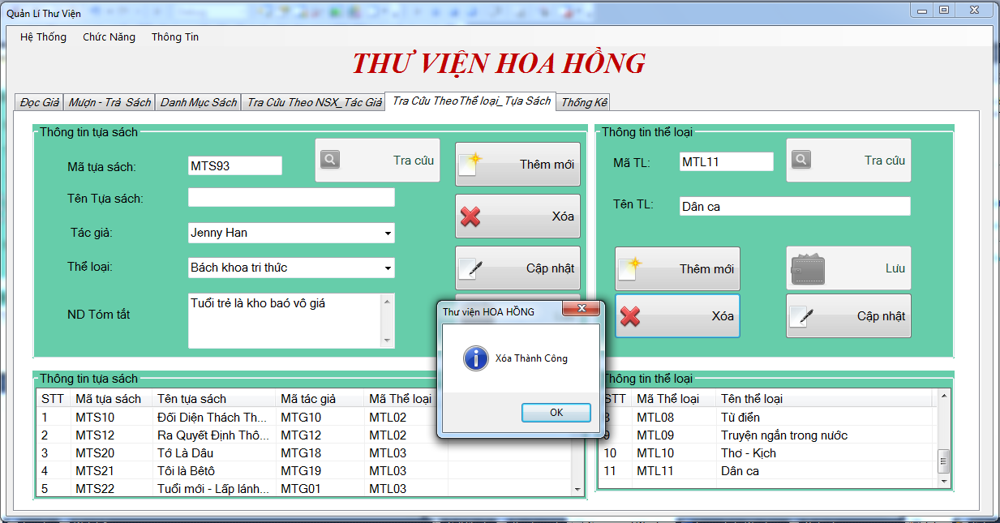 Quản Lí Thư Viện
Hệ Thống Chức Năng Thông Tin
THƯ VIỆN HOA HỒNG
Đọc Giả Mượn - Trả Sách Danh Mục Sách Tra Cứu Theo NSX_Tác Giả Tra Cứu TheoThể loại_Tựa Sách Thống Kê
Thông tin tựa sách
Mã tựa sách: MTS93 Tra cứu
Tên Tựa sách:
Tác giả: Jenny Han
Thể loại: Bách khoa tri thức
ND Tóm tắt Tuổi trẻ là kho baó vô giá
Thêm mới
Xóa
Cập nhật
Thông tin thể loại
Mã TL: MTL11 Tra cứu
Tên TL: Dân ca
Thêm mới Lưu
Xóa Cập nhật
Thư viện HOA HỒNG
Xóa Thành Công
OK
Thông tin tựa sách
STT Mã tựa sách Tên tựa sách Mã tác giả Mã Thể loại
1 MTS10 Đối Diện Thách Th... MTG10 MTL02
2 MTS12 Ra Quyết Định Thô... MTG12 MTL02
3 MTS20 Tớ Là Dâu MTG18 MTL03
4 MTS21 Tôi là Bêtô MTG19 MTL03
5 MTS22 Tuổi mới - Lấp lánh... MTG01 MTL03
Thông tin thể loại
STT Mã Thể loại Tên thể loại
8 MTL08 Từ điển
9 MTL09 Truyện ngắn trong nước
10 MTL10 Thơ - Kịch
11 MTL11 Dân ca